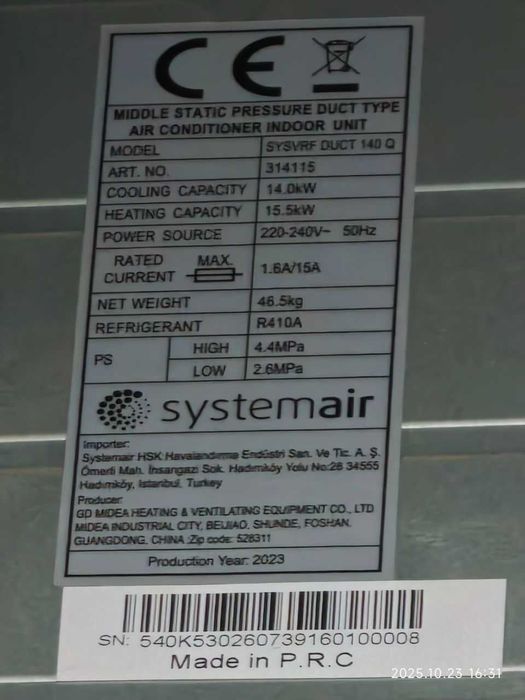 CE
MIDDLE STATIC PRESSURE DUCT TYPE
AIR CONDITIONER INDOOR UNIT
MODEL SYSVRF DUCT 140 Q
ART. NO. 314115
COOLING CAPACITY 14.0kW
HEATING CAPACITY 15.5kW
POWER SOURCE 220-240V~ 50Hz
RATED CURRENT MAX. 1.6A/15A
NET WEIGHT 46.5kg
REFRIGERANT R410A
PS HIGH 4.4MPa
LOW 2.6MPa
systemair
Importer:
Systemair HSK Havalandırma Endüstri San. Ve Tic. A. Ş.
Ömerli Mah. İhsangazi Sok. Hadımköy Yolu No:28 34555
Hadımköy, Istanbul, Turkey
Producer:
GD MIDEA HEATING & VENTILATING EQUIPMENT CO., LTD
MIDEA INDUSTRIAL CITY, BEIJIAO, SHUNDE, FOSHAN,
GUANGDONG, CHINA Zip code: 528311
Production Year: 2023
SN: 540K530260739160100008
Made in P.R.C
2025.10.23 16:31